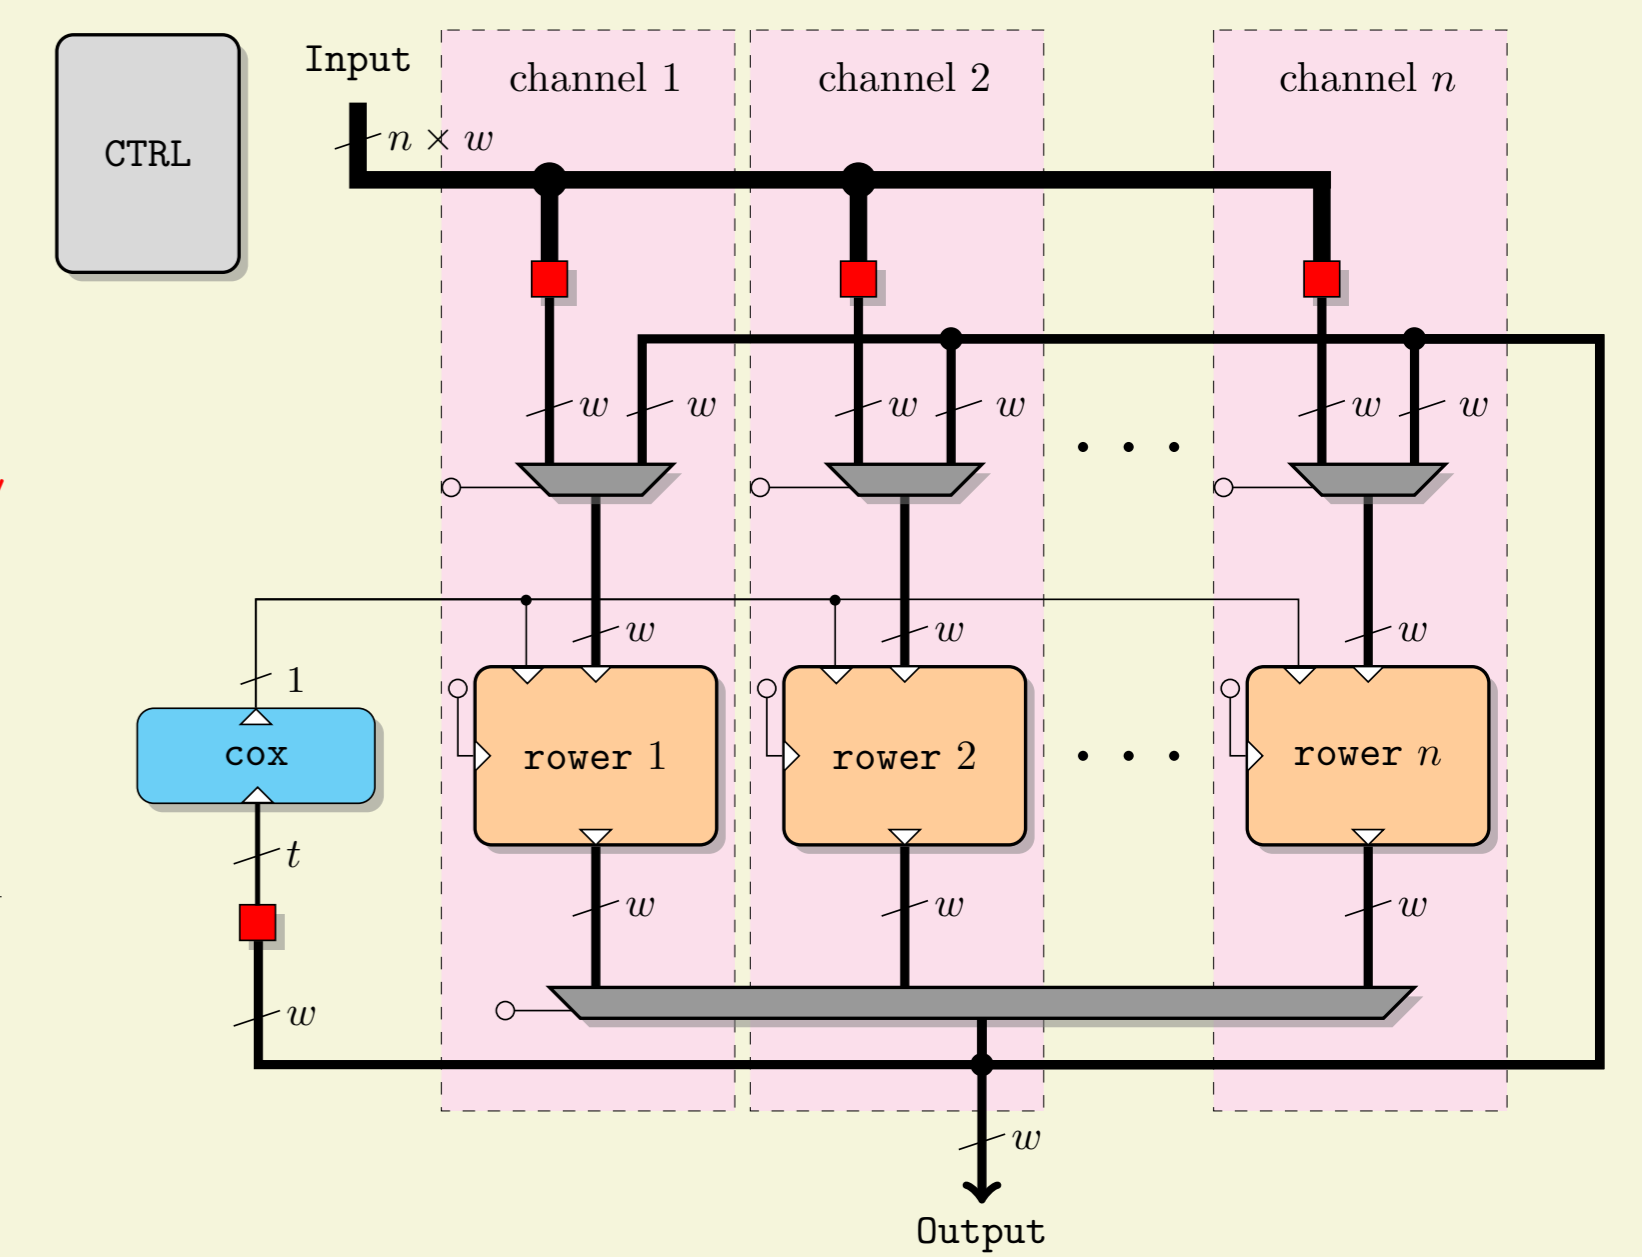 Input
channel 1
channel 2
channel n
n × w
CTRL
w
w
w
w
. . .
w
w
w
w
w
1
cox
rower 1
rower 2
. . .
rower n
t
w
w
w
w
w
Output